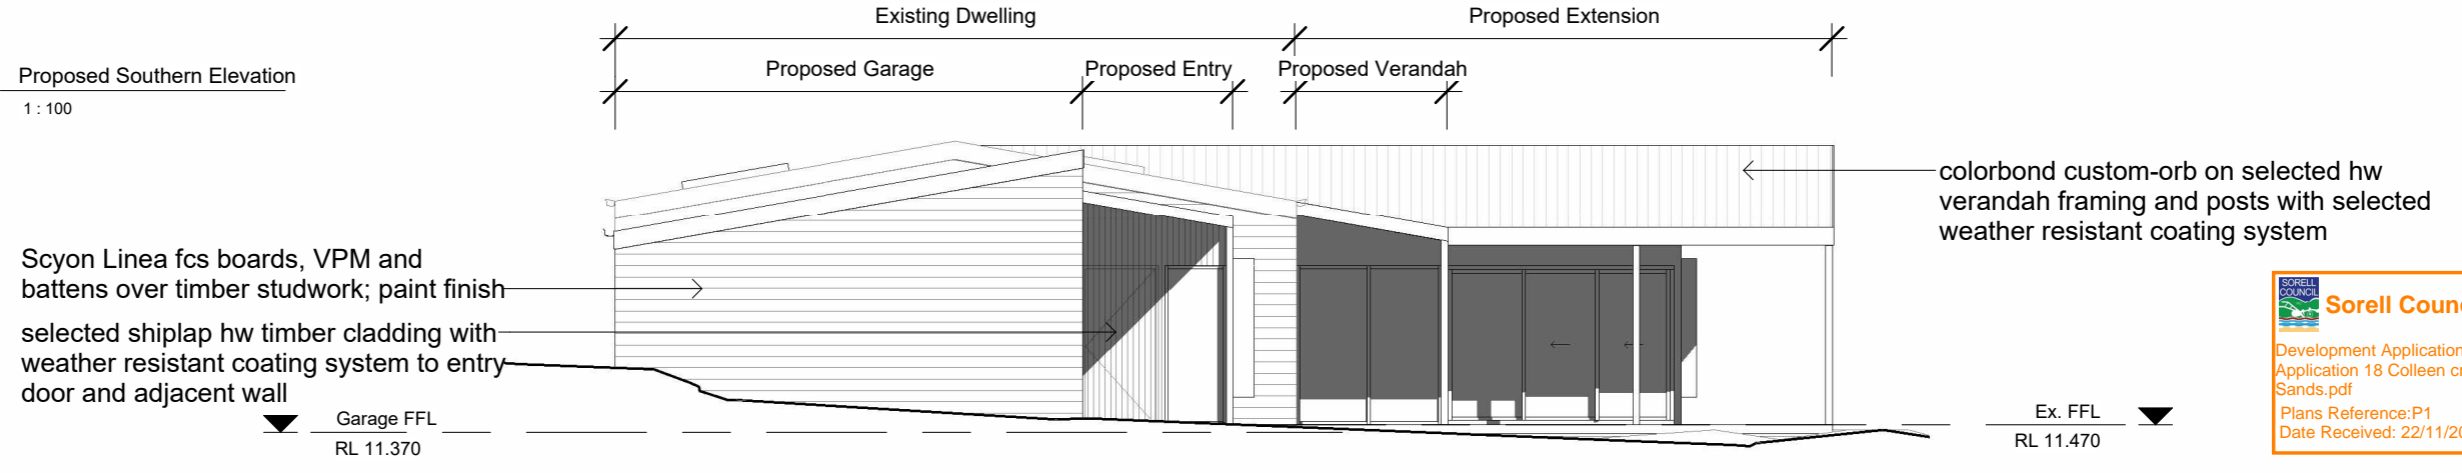 Existing Dwelling
Proposed Extension
Proposed Southern Elevation
1 : 100
Proposed Garage
Proposed Entry
Proposed Verandah
colorbond custom-orb on selected hw
verandah framing and posts with selected
weather resistant coating system
Scyon Linea fcs boards, VPM and
battens over timber studwork; paint finish
selected shiplap hw timber cladding with
weather resistant coating system to entry
door and adjacent wall
Garage FFL
RL 11.370
Ex. FFL
RL 11.470
SORELL
COUNCIL
Sorell
Development Application
Application 18 Colleen
Sands.pdf
Plans Reference:P1
Date Received: